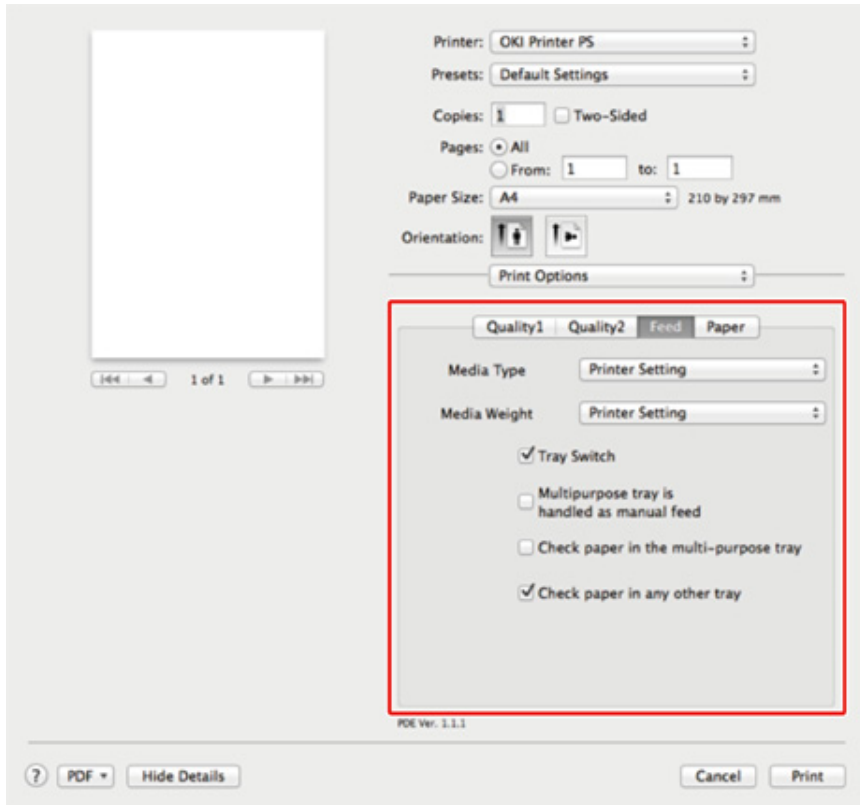 Printer: OKI Printer PS
Presets: Default Settings
Copies: 1 Two-Sided
Pages: All
From: 1 to: 1
Paper Size: A4 210 by 297 mm
Orientation:
Print Options
Quality1 Quality2 Feed Paper
Media Type Printer Setting
Media Weight Printer Setting
Tray Switch
Multipurpose tray is
handled as manual feed
Check paper in the multi-purpose tray
Check paper in any other tray
1 of 1
PDE Ver. 1.1.1
? PDF Hide Details Cancel Print